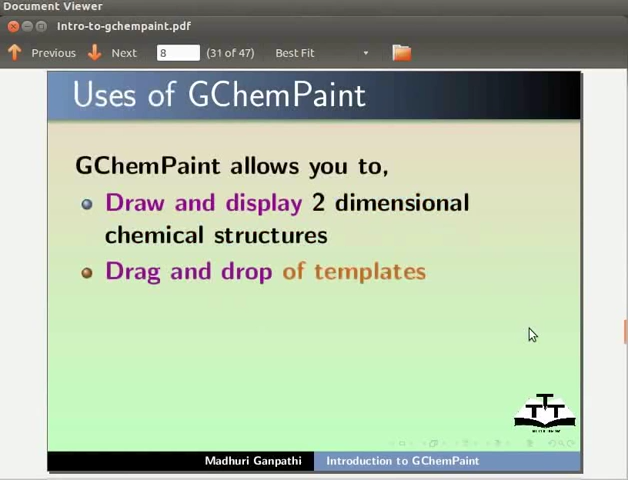 Document Viewer
Intro-to-gchempaint.pdf
Previous Next 8 (31 of 47) Best Fit
Uses of GChemPaint
GChemPaint allows you to,
Draw and display 2 dimensional
chemical structures
Drag and drop of templates
TTT
Madhuri Ganpathi Introduction to GChemPaint